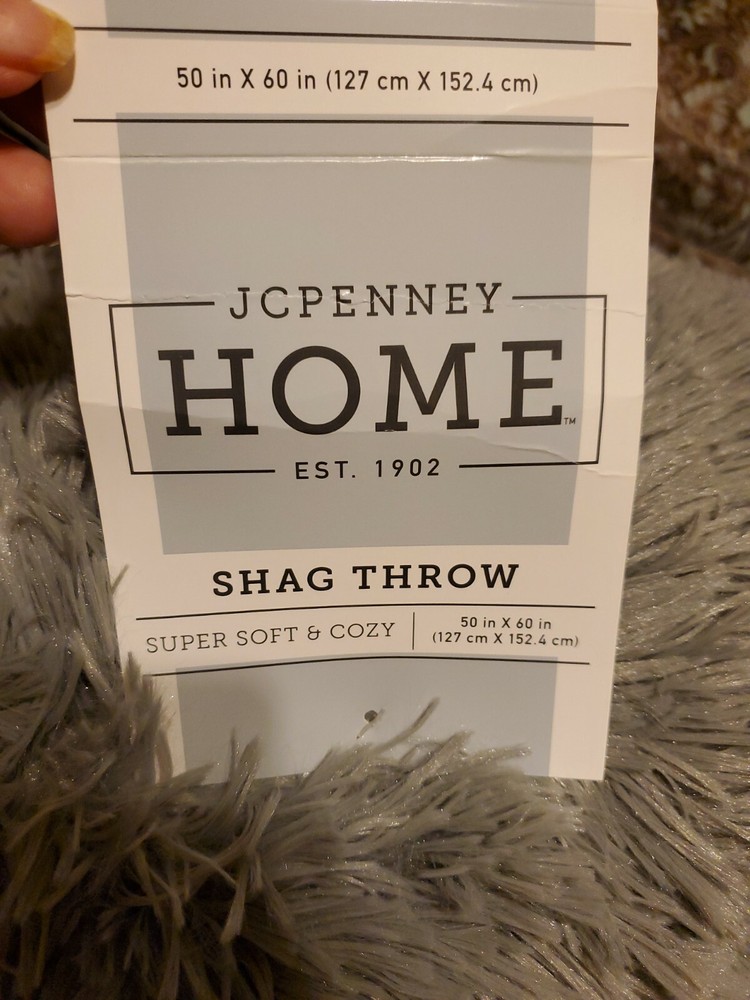 50 in X 60 in (127 cm X 152.4 cm)
JCPENNEY
HOME™
EST. 1902
SHAG THROW
SUPER SOFT & COZY
50 in X 60 in
(127 cm X 152.4 cm)